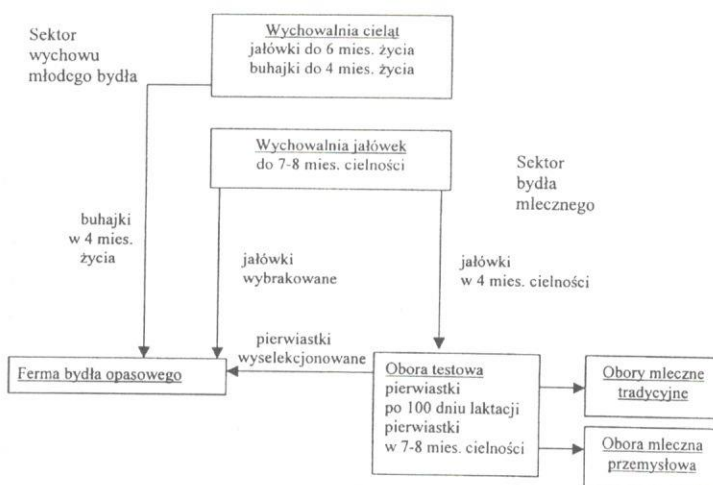 Sektor
wychowu
młodego bydła
Wychowalnia cieląt
jałówki do 6 mies. życia
buhajki do 4 mies. życia
Wychowalnia jałówek
do 7-8 mies. cielności
Sektor
bydła
mlecznego
buhajki
w 4 mies.
życia
jałówki
wybrakowane
jałówki
w 4 mies. cielności
pierwiastki
wyselekcjonowane
Ferma bydła opasowego
Obora testowa
pierwiastki
po 100 dniu laktacji
pierwiastki
w 7-8 mies. cielności
Obory mleczne
tradycyjne
Obora mleczna
przemysłowa